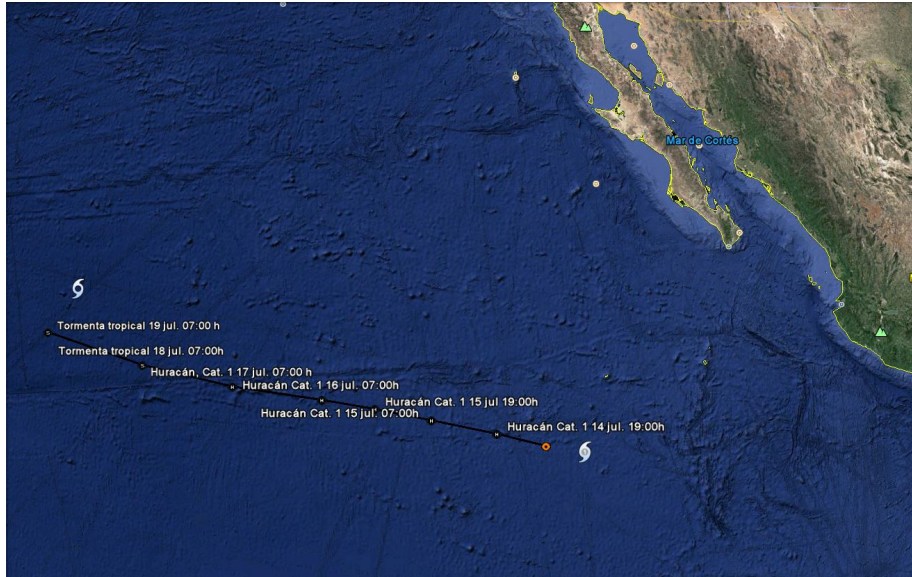 Mar de Cortés
Tormenta tropical 19 jul. 07:00 h
Tormenta tropical 18 jul. 07:00h
Huracán, Cat. 1 17 jul. 07:00 h
Huracán Cat. 1 16 jul. 07:00h
Huracán Cat. 1 15 jul 19:00h
Huracán Cat. 1 15 jul. 07:00h
Huracán Cat. 1 14 jul. 19:00h
S
S
H
H
H
H